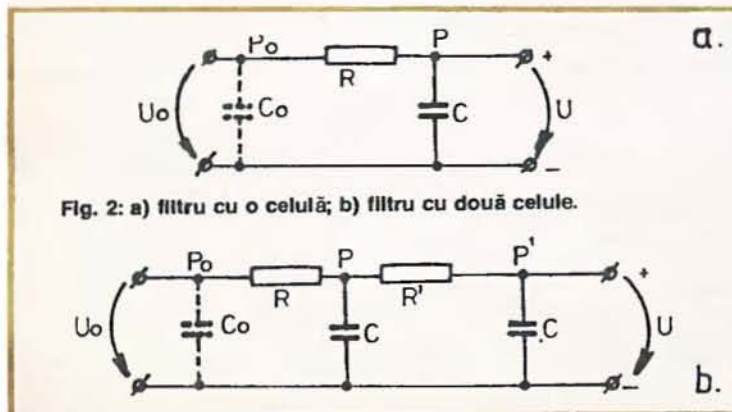 a.
Po P +
R
Uo Co C U
-
Fig. 2: a) filtru cu o celulă; b) filtru cu două celule.
Po P P' +
R R'
Uo Co C .C U
-
b.